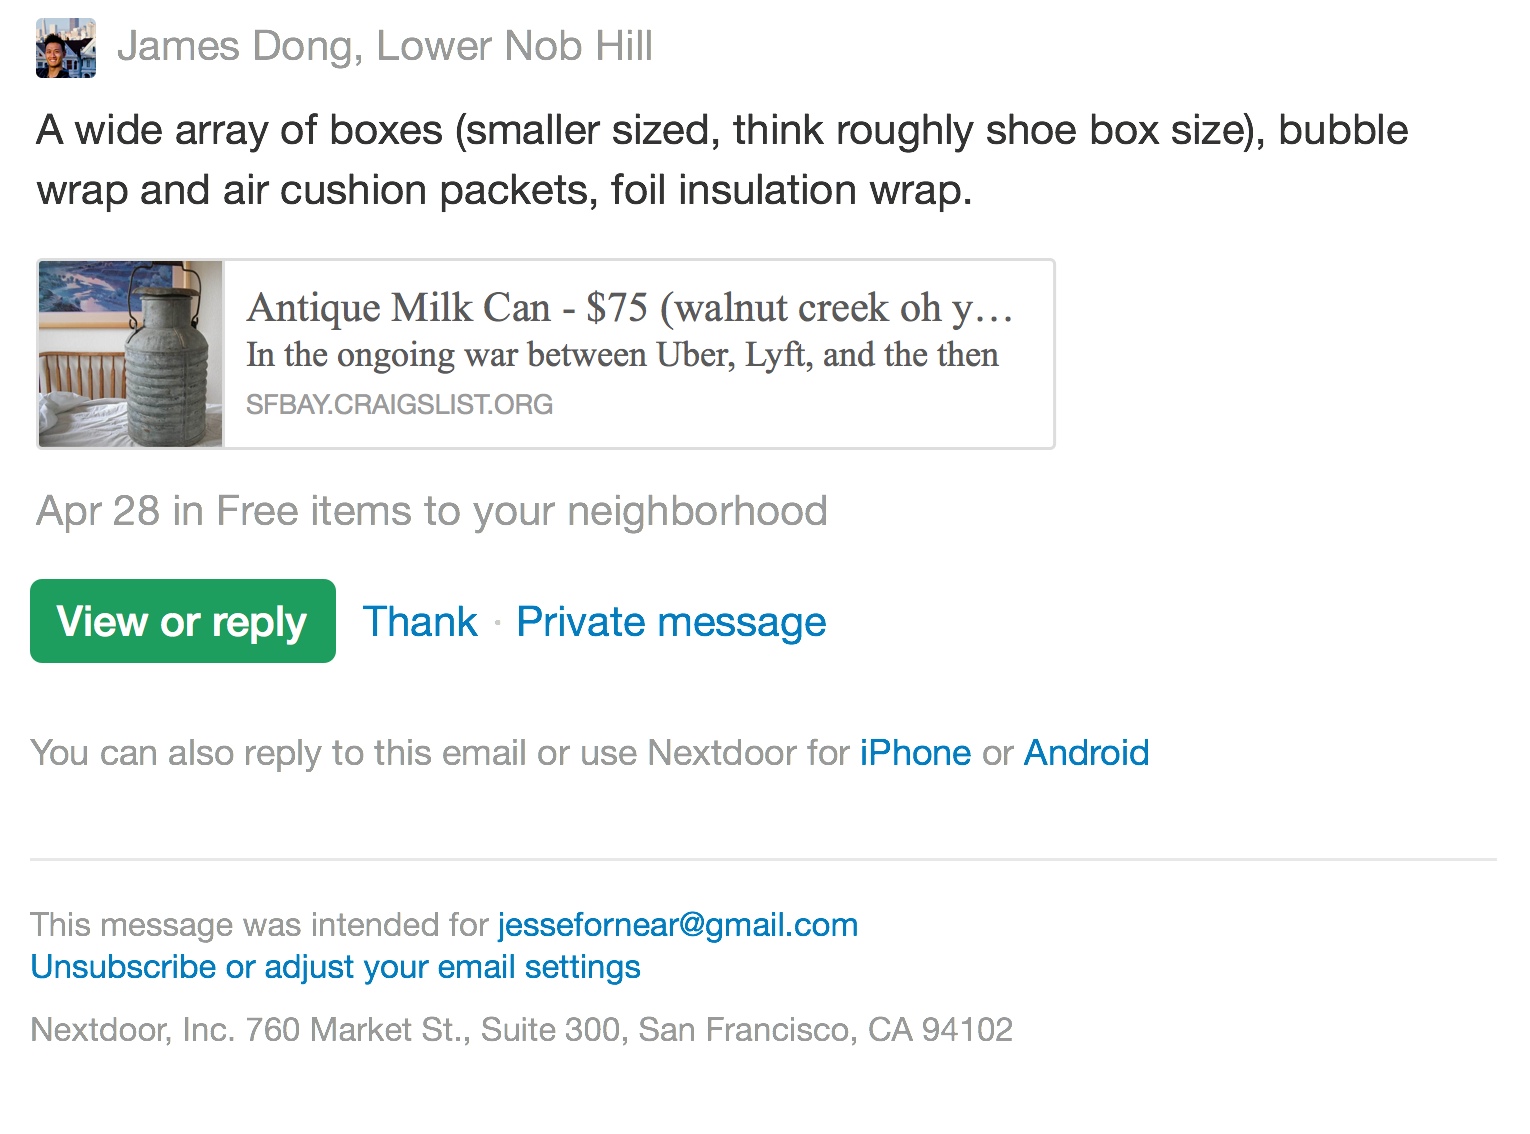 James Dong, Lower Nob Hill
A wide array of boxes (smaller sized, think roughly shoe box size), bubble
wrap and air cushion packets, foil insulation wrap.
Antique Milk Can - $75 (walnut creek oh y…
In the ongoing war between Uber, Lyft, and the then
SFBAY.CRAIGSLIST.ORG
Apr 28 in Free items to your neighborhood
View or reply Thank · Private message
You can also reply to this email or use Nextdoor for iPhone or Android
This message was intended for jessefornear@gmail.com
Unsubscribe or adjust your email settings
Nextdoor, Inc. 760 Market St., Suite 300, San Francisco, CA 94102